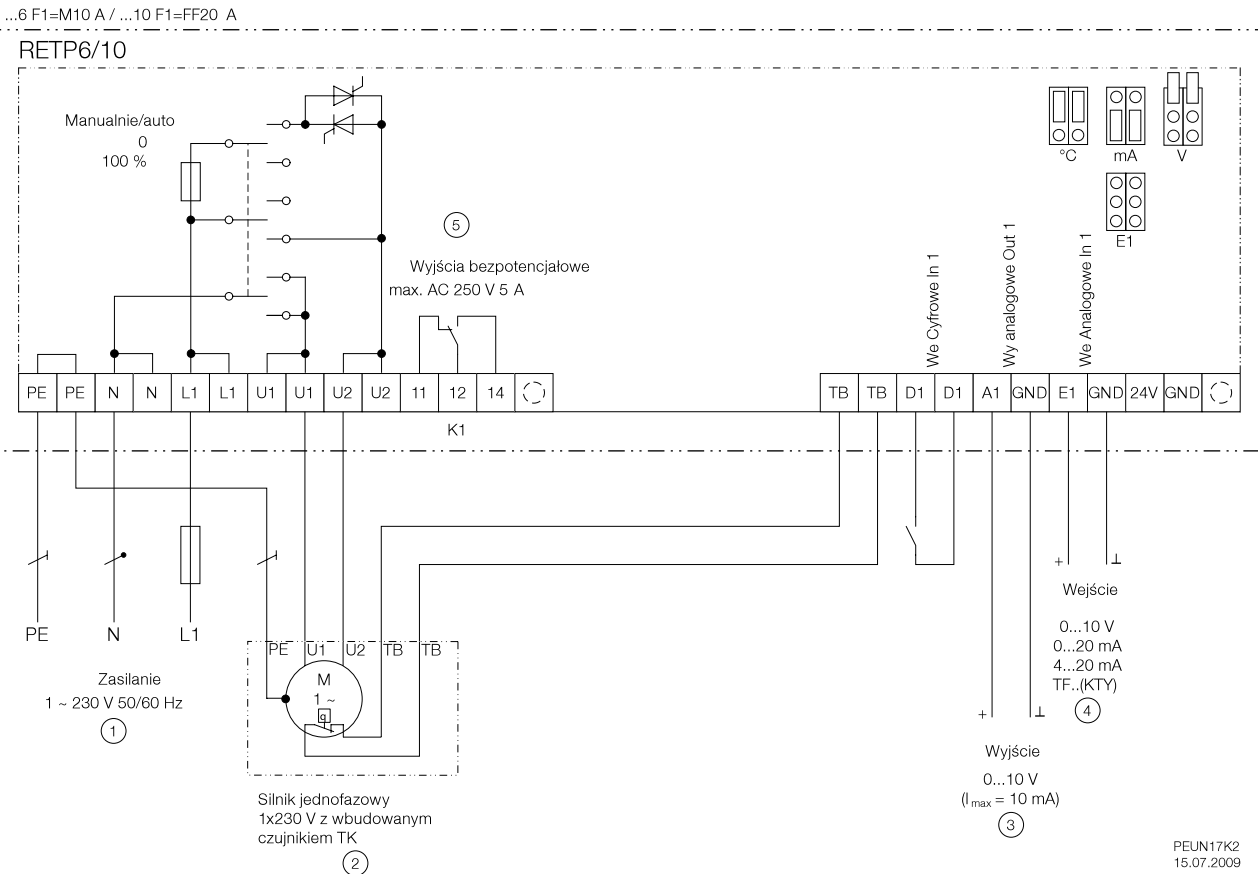 ...6 F1=M10 A / ...10 F1=FF20 A
RETP6/10
Manualnie/auto
0
100 %
°C
mA
V
E1
5
Wyjścia bezpotencjałowe
max. AC 250 V 5 A
We Cyfrowe In 1
Wy analogowe Out 1
We Analogowe In 1
PE PE N N L1 L1 U1 U1 U2 U2 11 12 14
TB TB D1 D1 A1 GND E1 GND 24V GND
K1
PE N L1
Zasilanie
1 ~ 230 V 50/60 Hz
1
PE U1 U2 TB TB
M
1 ~
Silnik jednofazowy
1x230 V z wbudowanym
czujnikiem TK
2
+ ⊥
Wejście
0...10 V
0...20 mA
4...20 mA
TF..(KTY)
4
+ ⊥
Wyjście
0...10 V
(I max = 10 mA)
3
PEUN17K2
15.07.2009